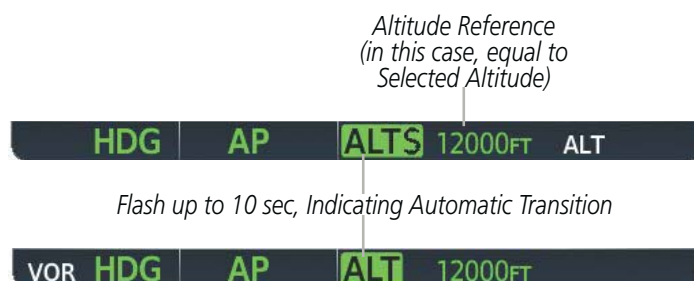 Altitude Reference
(in this case, equal to
Selected Altitude)
HDG AP ALTS 12000FT ALT
Flash up to 10 sec, Indicating Automatic Transition
VOR HDG AP ALT 12000FT